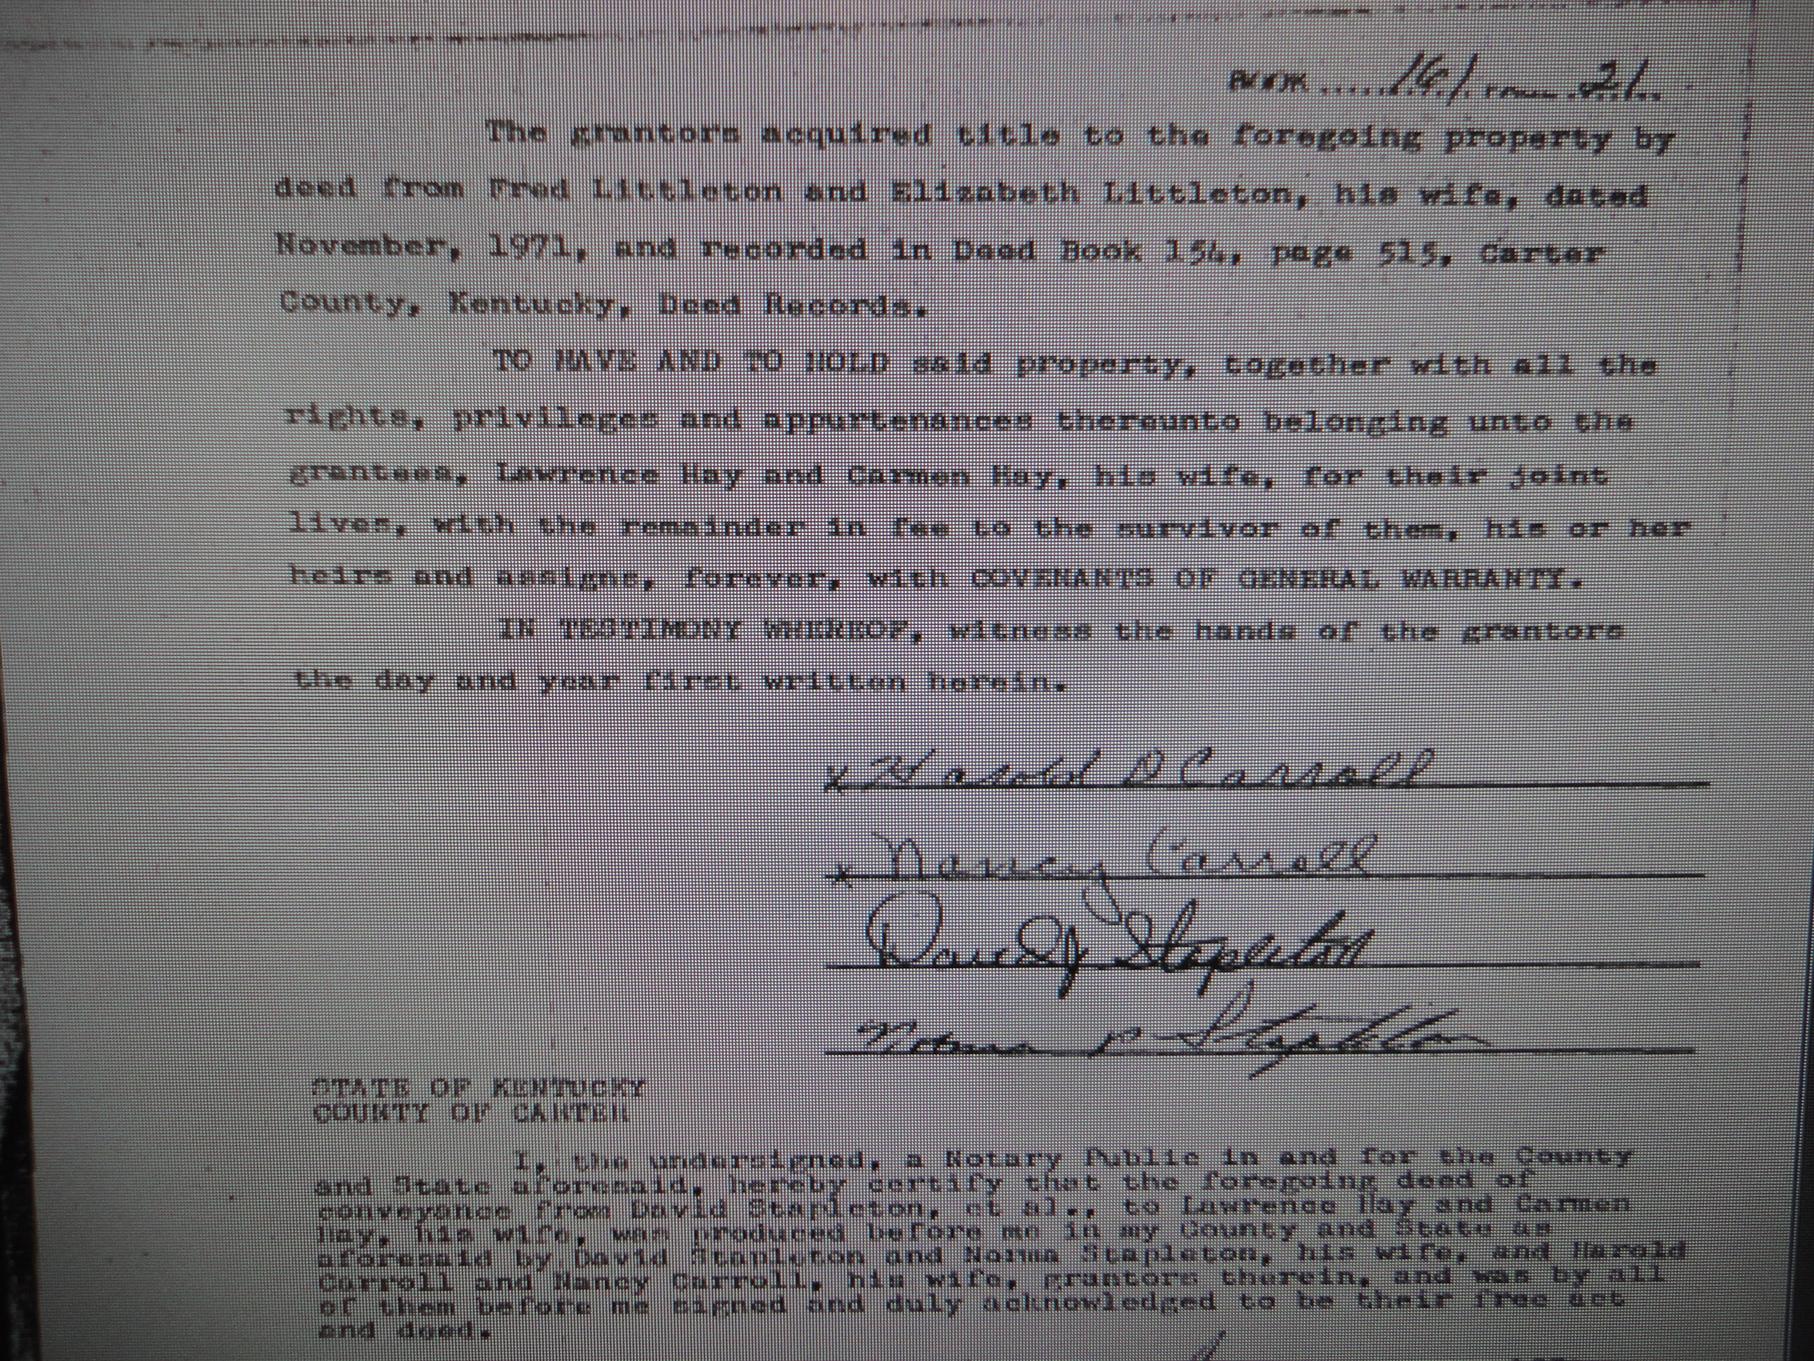 BOOK ..... 161 PAGE ..21..
The grantors acquired title to the foregoing property by
deed from Fred Littleton and Elizabeth Littleton, his wife, dated
November, 1971, and recorded in Deed Book 154, page 515, Carter
County, Kentucky, Deed Records.
TO HAVE AND TO HOLD said property, together with all the
rights, privileges and appurtenances thereunto belonging unto the
grantees, Lawrence Hay and Carmen Hay, his wife, for their joint
lives, with the remainder in fee to the survivor of them, his or her
heirs and assigns, forever, with COVENANTS OF GENERAL WARRANTY.
IN TESTIMONY WHEREOF, witness the hands of the grantors
the day and year first written herein.
x Harold D Carroll
x Nancy Carroll
David J Stapleton
Norma Stapleton
STATE OF KENTUCKY
COUNTY OF CARTER
I, the undersigned, a Notary Public in and for the County
and State aforesaid, hereby certify that the foregoing deed of
conveyance from David Stapleton, et al., to Lawrence Hay and Carmen
Hay, his wife, was produced before me in my County and State as
aforesaid by David Stapleton and Norma Stapleton, his wife, and Harold
Carroll and Nancy Carroll, his wife, grantors therein, and was by all
of them before me signed and duly acknowledged to be their free act
and deed.